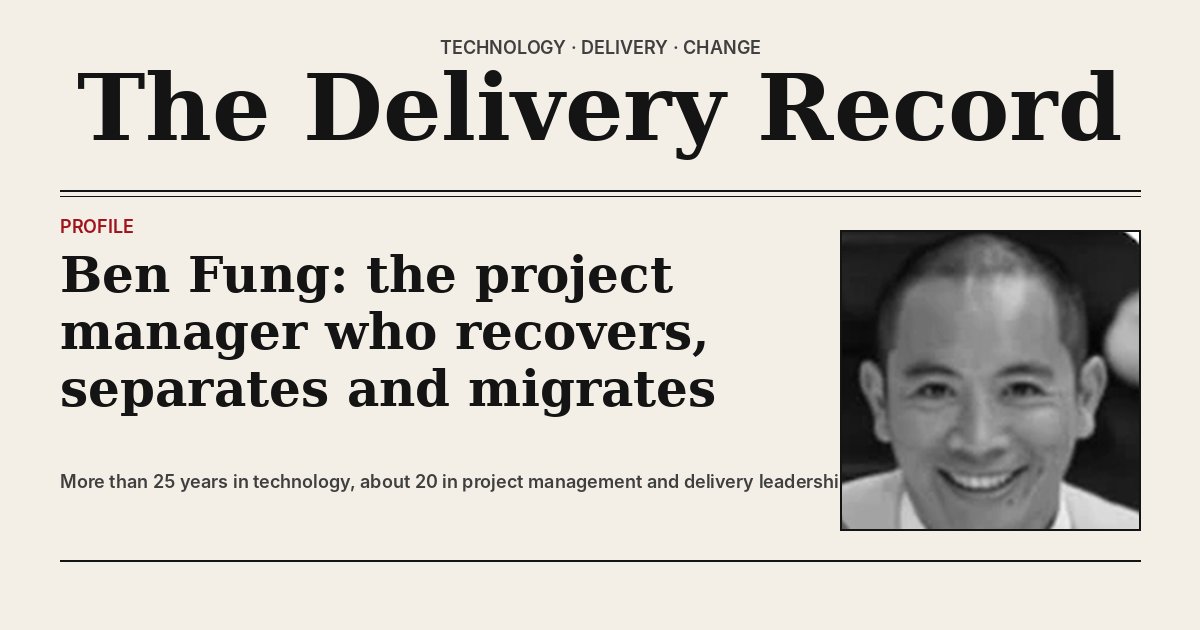 TECHNOLOGY · DELIVERY · CHANGE
The Delivery Record
PROFILE
Ben Fung: the project
manager who recovers,
separates and migrates
More than 25 years in technology, about 20 in project management and delivery leadershi